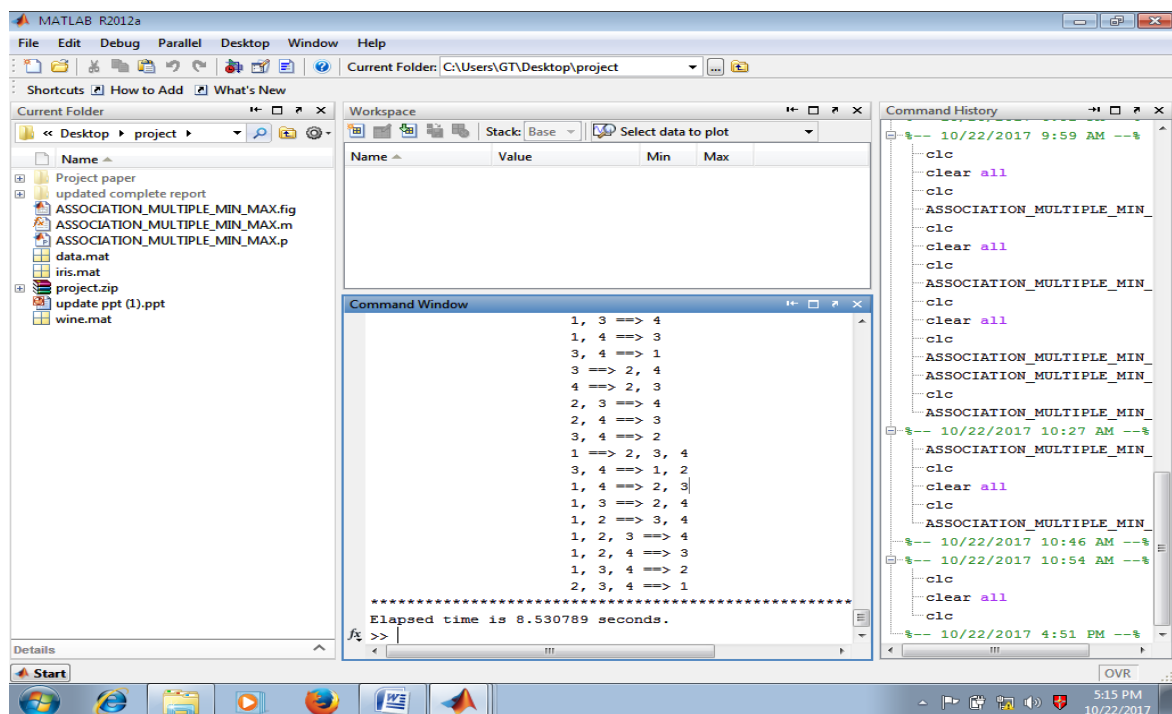 MATLAB R2012a
File Edit Debug Parallel Desktop Window Help
Current Folder: C:\Users\GT\Desktop\project
Shortcuts How to Add What's New
Current Folder
« Desktop ▸ project ▸
Name
Project paper
updated complete report
ASSOCIATION_MULTIPLE_MIN_MAX.fig
ASSOCIATION_MULTIPLE_MIN_MAX.m
ASSOCIATION_MULTIPLE_MIN_MAX.p
data.mat
iris.mat
project.zip
update ppt (1).ppt
wine.mat
Details
Workspace
Stack: Base Select data to plot
Name Value Min Max
Command Window
1, 3 ==> 4
1, 4 ==> 3
3, 4 ==> 1
3 ==> 2, 4
4 ==> 2, 3
2, 3 ==> 4
2, 4 ==> 3
3, 4 ==> 2
1 ==> 2, 3, 4
3, 4 ==> 1, 2
1, 4 ==> 2, 3
1, 3 ==> 2, 4
1, 2 ==> 3, 4
1, 2, 3 ==> 4
1, 2, 4 ==> 3
1, 3, 4 ==> 2
2, 3, 4 ==> 1
*****************************************************
Elapsed time is 8.530789 seconds.
fx >>
Command History
%-- 10/22/2017 9:59 AM --%
clc
clear all
clc
ASSOCIATION_MULTIPLE_MIN_
clc
clear all
clc
ASSOCIATION_MULTIPLE_MIN_
clc
clear all
clc
ASSOCIATION_MULTIPLE_MIN_
ASSOCIATION_MULTIPLE_MIN_
clc
ASSOCIATION_MULTIPLE_MIN_
%-- 10/22/2017 10:27 AM --%
ASSOCIATION_MULTIPLE_MIN_
clc
clear all
clc
ASSOCIATION_MULTIPLE_MIN_
%-- 10/22/2017 10:46 AM --%
%-- 10/22/2017 10:54 AM --%
clc
clear all
clc
%-- 10/22/2017 4:51 PM --%
Start
OVR
5:15 PM
10/22/2017